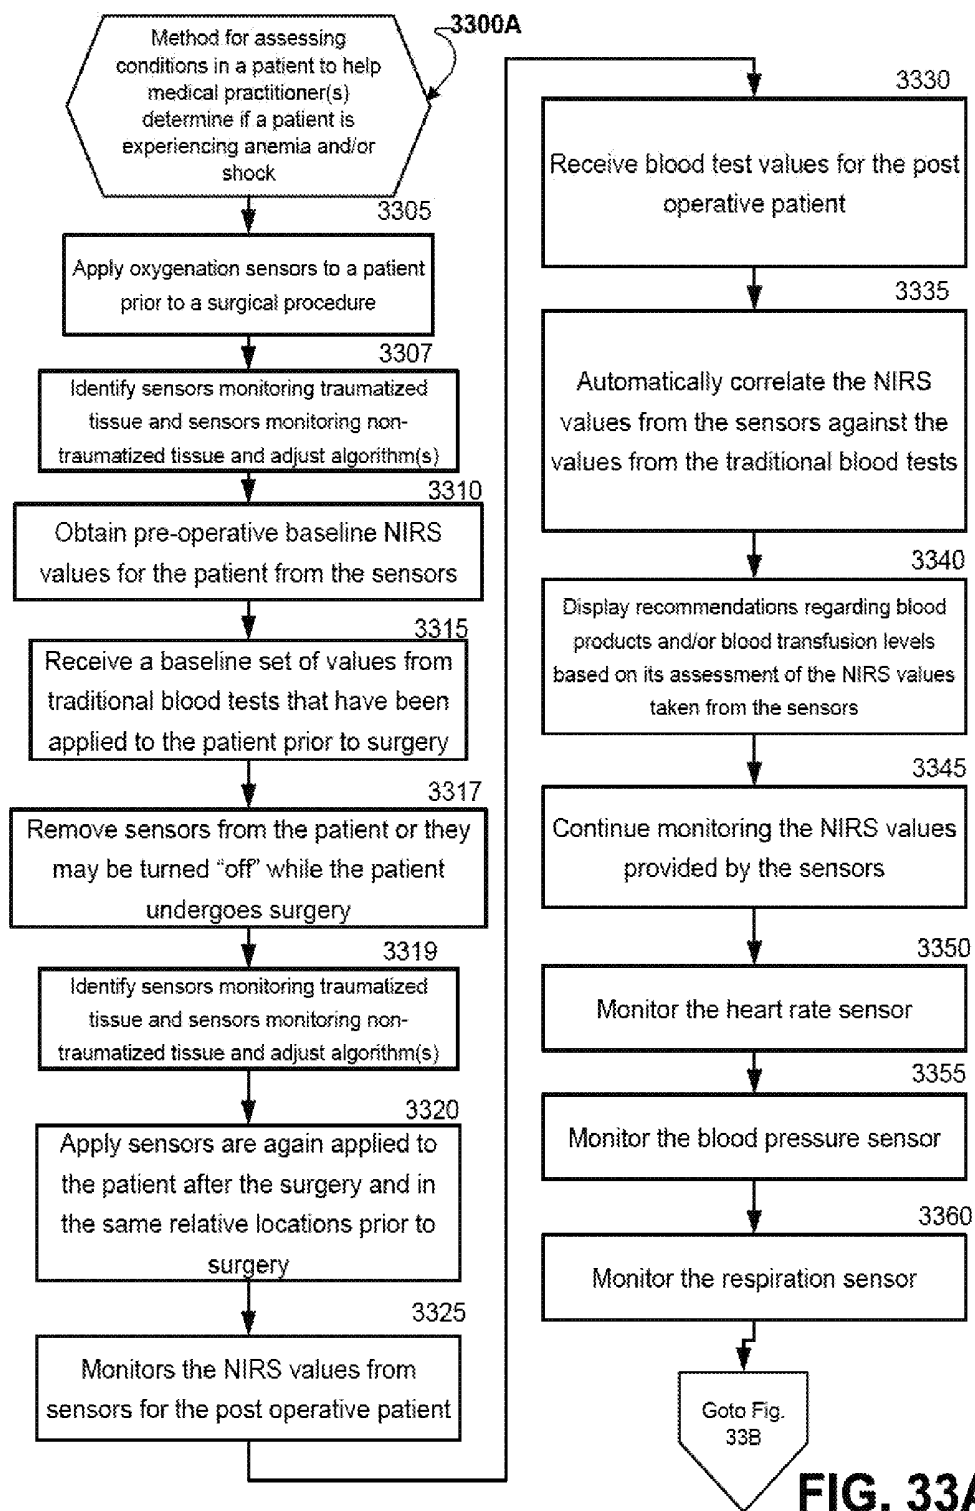 3300A
Method for assessing
conditions in a patient to help
medical practitioner(s)
determine if a patient is
experiencing anemia and/or
shock
3305
Apply oxygenation sensors to a patient
prior to a surgical procedure
3307
Identify sensors monitoring traumatized
tissue and sensors monitoring non-
traumatized tissue and adjust algorithm(s)
3310
Obtain pre-operative baseline NIRS
values for the patient from the sensors
3315
Receive a baseline set of values from
traditional blood tests that have been
applied to the patient prior to surgery
3317
Remove sensors from the patient or they
may be turned “off” while the patient
undergoes surgery
3319
Identify sensors monitoring traumatized
tissue and sensors monitoring non-
traumatized tissue and adjust algorithm(s)
3320
Apply sensors are again applied to
the patient after the surgery and in
the same relative locations prior to
surgery
3325
Monitors the NIRS values from
sensors for the post operative patient
3330
Receive blood test values for the post
operative patient
3335
Automatically correlate the NIRS
values from the sensors against the
values from the traditional blood tests
3340
Display recommendations regarding blood
products and/or blood transfusion levels
based on its assessment of the NIRS values
taken from the sensors
3345
Continue monitoring the NIRS values
provided by the sensors
3350
Monitor the heart rate sensor
3355
Monitor the blood pressure sensor
3360
Monitor the respiration sensor
Goto Fig.
33B
FIG. 33A